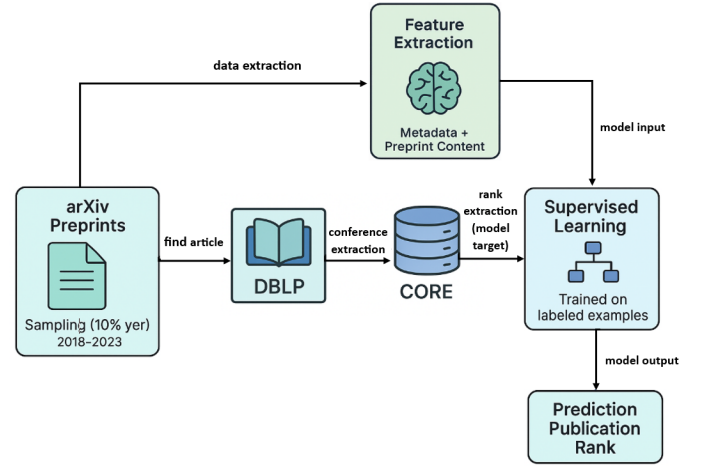 Feature
Extraction
Metadata +
Preprint Content
data extraction
model input
arXiv
Preprints
Sampling (10% yer)
2018–2023
find article
DBLP
conference
extraction
CORE
rank
extraction
(model
target)
Supervised
Learning
Trained on
labeled examples
model output
Prediction
Publication
Rank